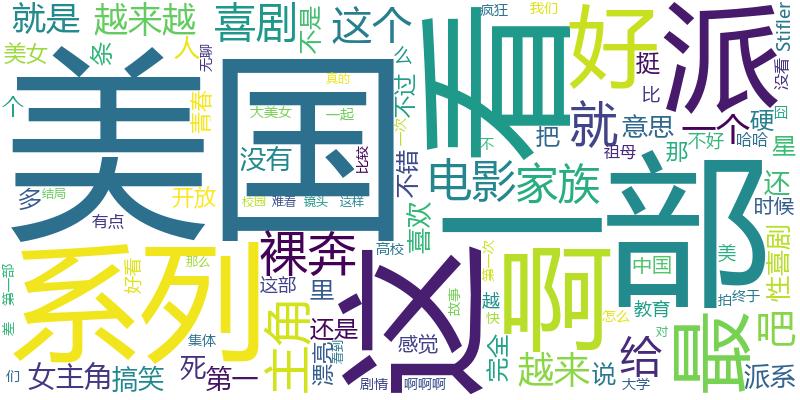 就是
越来越
喜剧
不是
这个
疯狂
我们
好
派
没看
Stifler
美女
条
人
无聊
个
青春
美国
真的
大美女
一起
不过
么
看
一次
挺
比
就
把
意思
一个
硬
不好
哈哈
囧
星
没有
比较
不错
不
祖母
那
还
多
结局
有点
开放
校园
难看
镜头
这样
电影
家族
喜欢
时候
一
部
系列
裸奔
高校
这
第一次
啊
中国
美
性喜剧
第一部
好看
那么
这部
里
主角
故事
越
快
教育
拍
终于
最
吧
差
们
女主角
搞笑
集体
死
第一
还是
漂亮
看到
感觉
剧情
啊啊啊
完全
越来
说
怎么
给
大学
对
派系